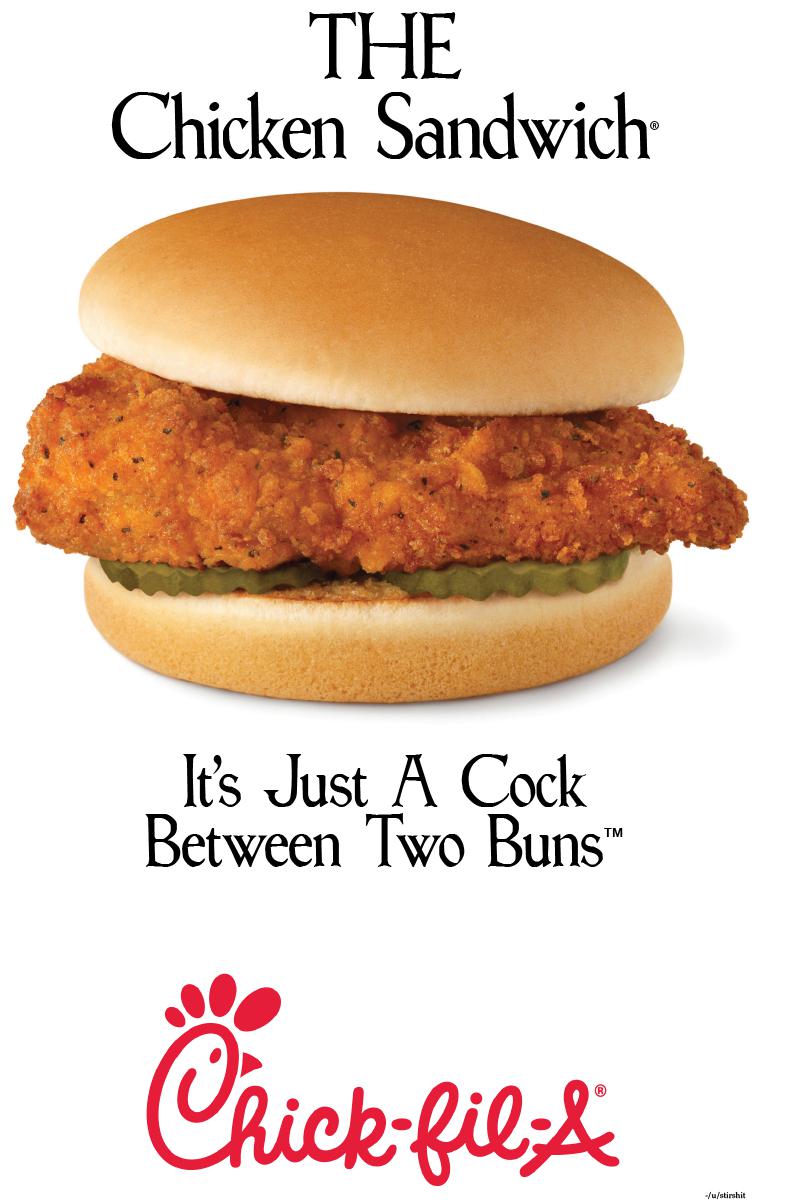 THE
Chicken Sandwich®
It's Just A Cock
Between Two Buns™
Chick-fil-A®
-/u/stirshit